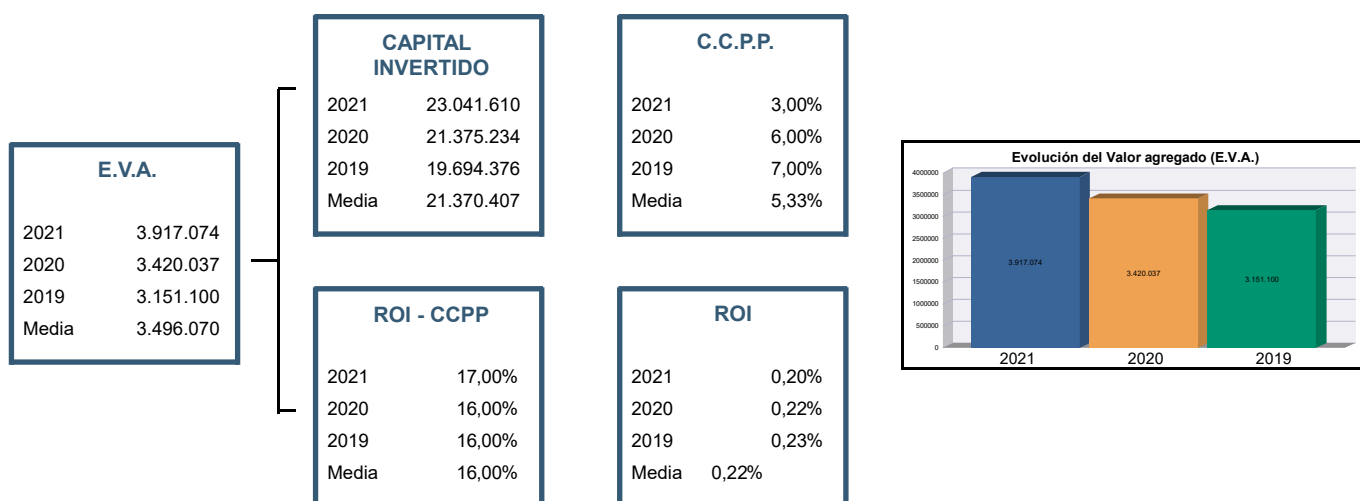 E.V.A.
2021 3.917.074
2020 3.420.037
2019 3.151.100
Media 3.496.070
CAPITAL
INVERTIDO
2021 23.041.610
2020 21.375.234
2019 19.694.376
Media 21.370.407
C.C.P.P.
2021 3,00%
2020 6,00%
2019 7,00%
Media 5,33%
ROI - CCPP
2021 17,00%
2020 16,00%
2019 16,00%
Media 16,00%
ROI
2021 0,20%
2020 0,22%
2019 0,23%
Media 0,22%
Evolución del Valor agregado (E.V.A.)
4000000
3500000
3000000
2500000
2000000
1500000
1000000
500000
0
3.917.074
3.420.037
3.151.100
2021 2020 2019